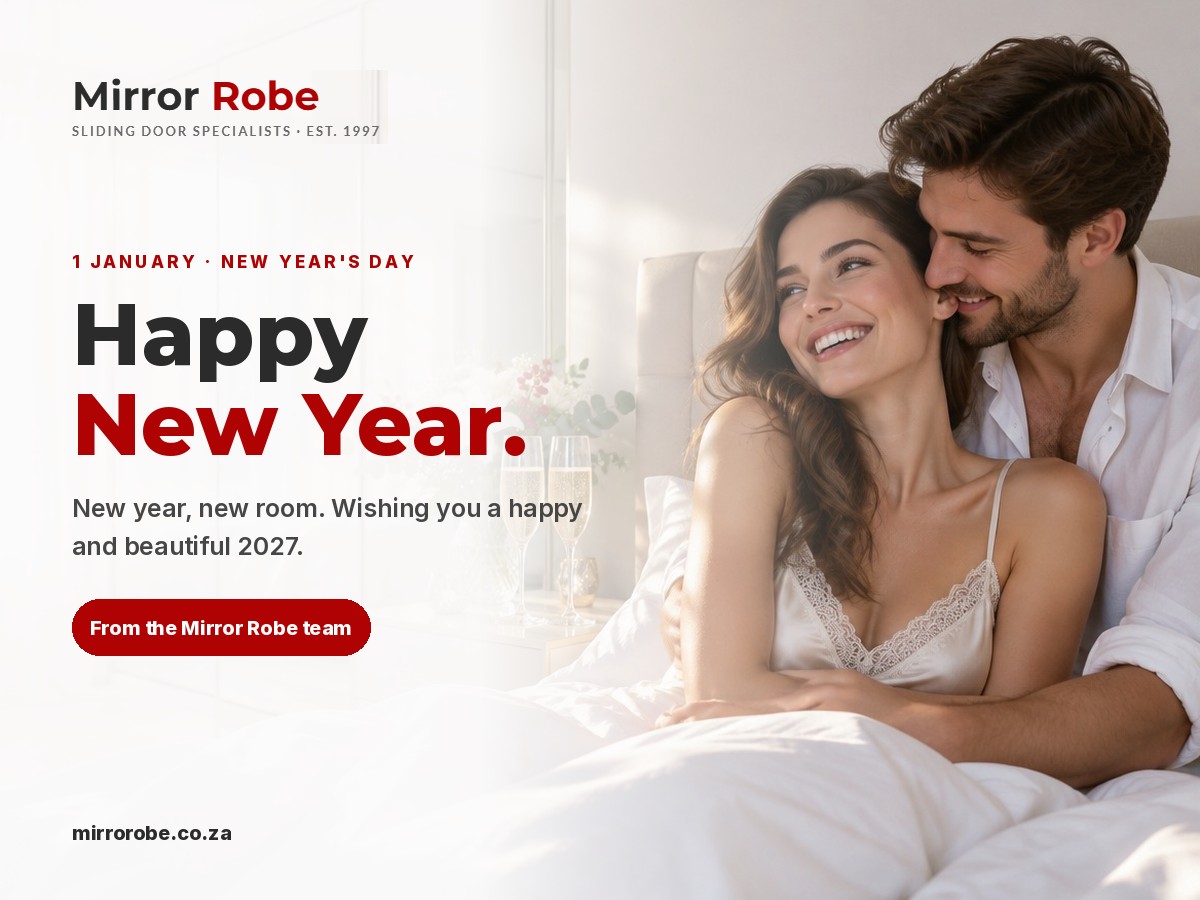 Mirror Robe
SLIDING DOOR SPECIALISTS · EST. 1997
1 JANUARY · NEW YEAR'S DAY
Happy
New Year.
New year, new room. Wishing you a happy
and beautiful 2027.
From the Mirror Robe team
mirrorobe.co.za